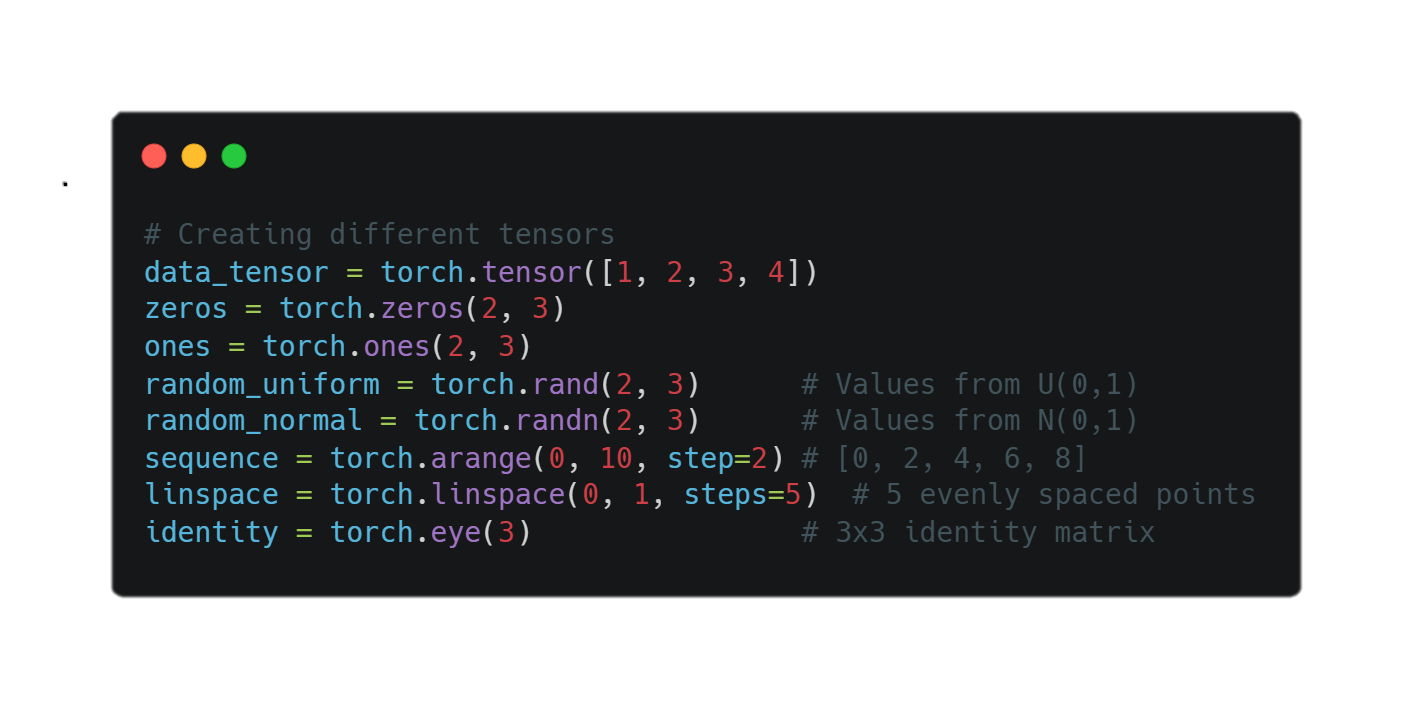 # Creating different tensors
data_tensor = torch.tensor([1, 2, 3, 4])
zeros = torch.zeros(2, 3)
ones = torch.ones(2, 3)
random_uniform = torch.rand(2, 3)      # Values from U(0,1)
random_normal = torch.randn(2, 3)      # Values from N(0,1)
sequence = torch.arange(0, 10, step=2) # [0, 2, 4, 6, 8]
linspace = torch.linspace(0, 1, steps=5)  # 5 evenly spaced points
identity = torch.eye(3)                # 3x3 identity matrix